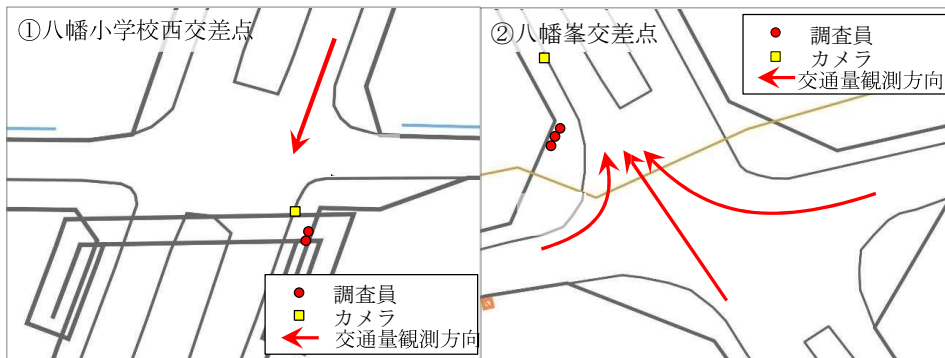 ①八幡小学校西交差点
調査員
カメラ
交通量観測方向
②八幡峯交差点
調査員
カメラ
交通量観測方向